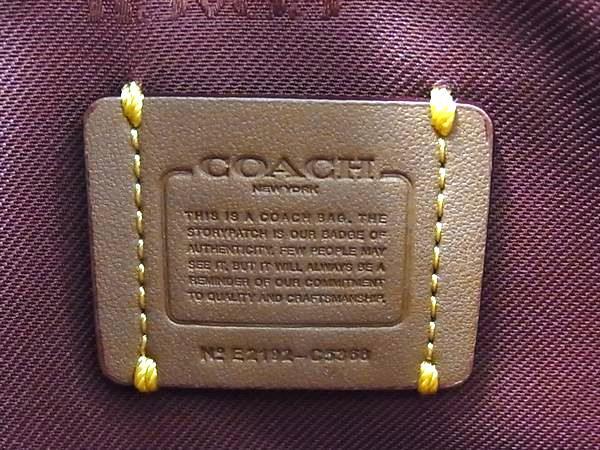 COACH
NEW YORK
THIS IS A COACH BAG. THE
STORYPATCH IS OUR BADGE OF
AUTHENTICITY. FEW PEOPLE MAY
SEE IT, BUT IT WILL ALWAYS BE A
REMINDER OF OUR COMMITMENT
TO QUALITY AND CRAFTSMANSHIP.
Nº E2192-C5366